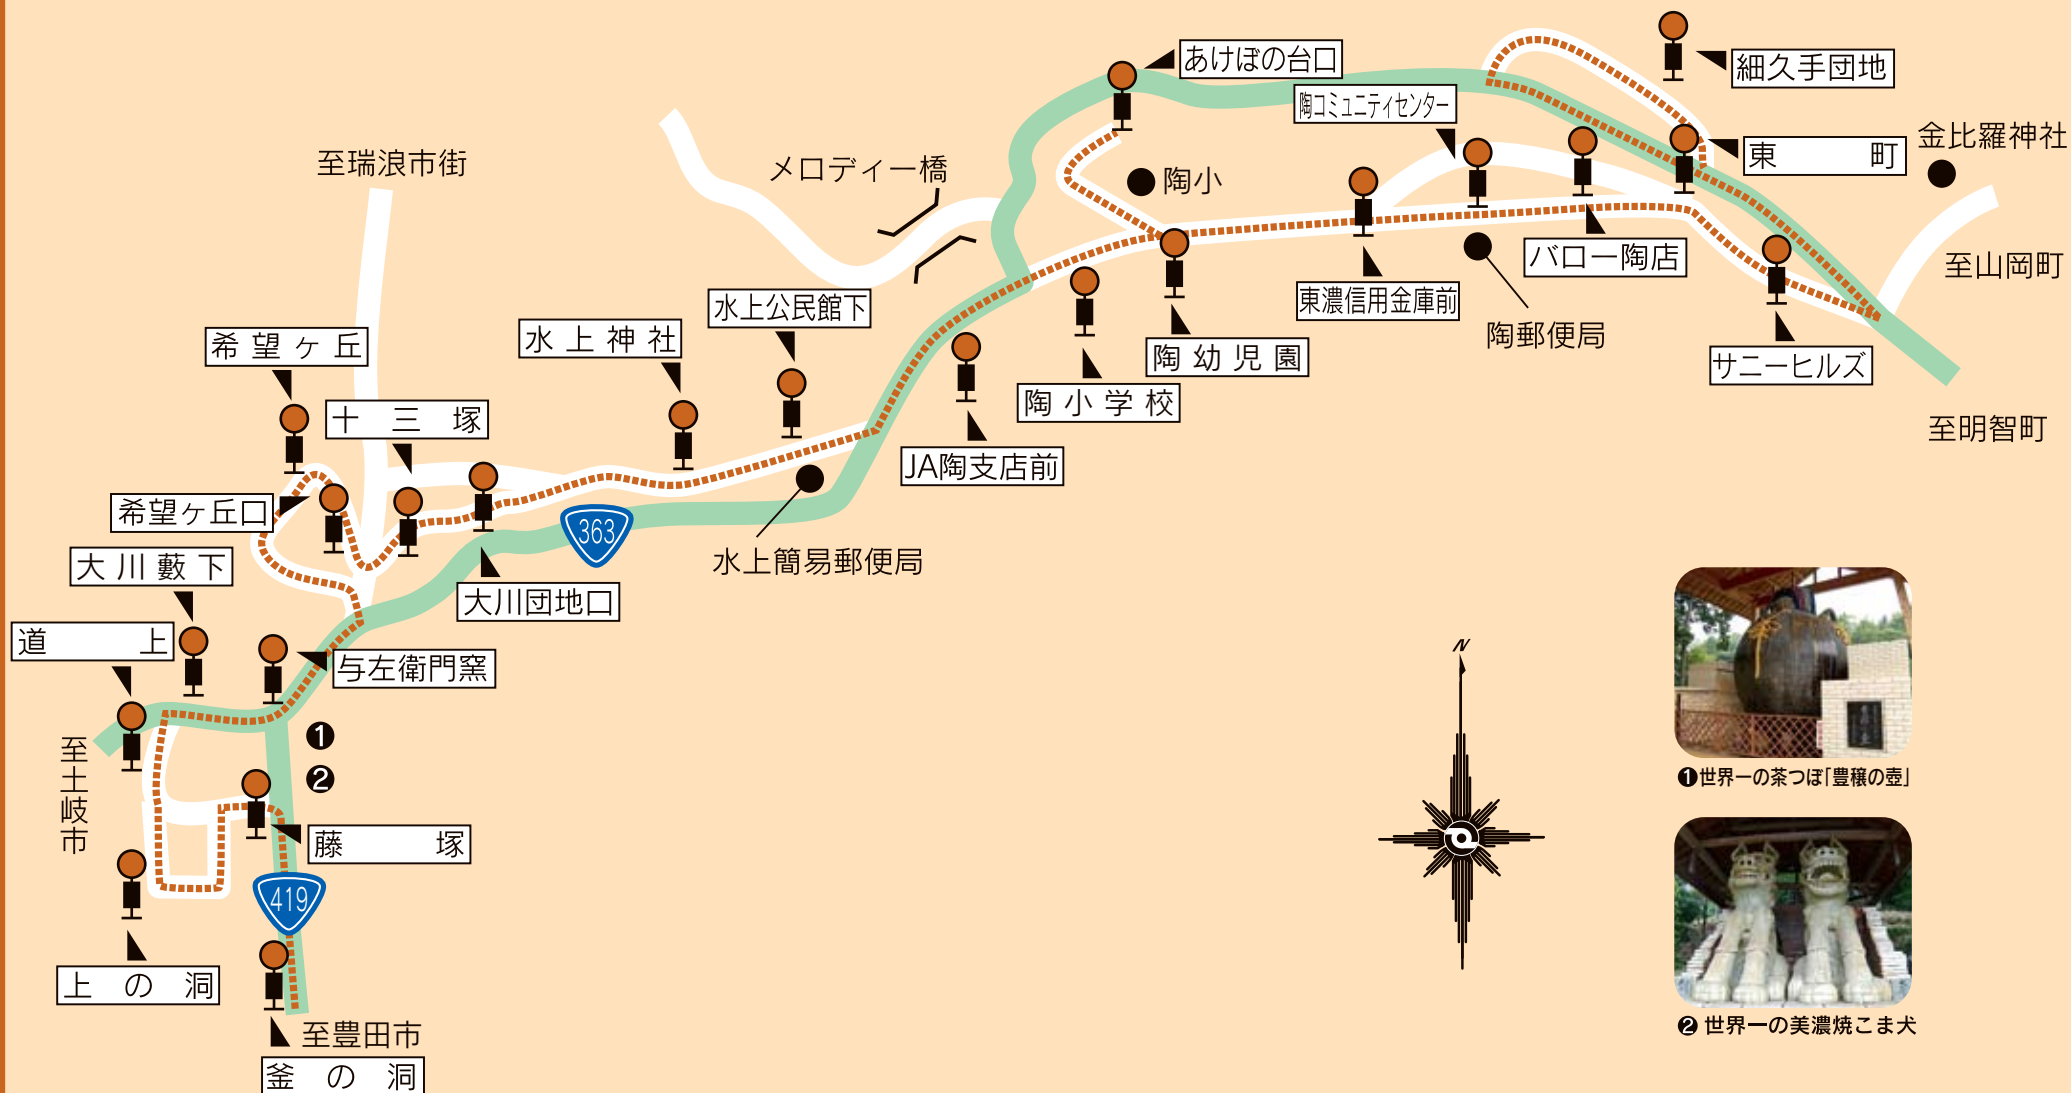 あけぼの台口
細久手団地
陶コミュニティセンター
金比羅神社
東　町
至瑞浪市街
メロディー橋
陶小
バロー陶店
至山岡町
水上公民館下
東濃信用金庫前
水上神社
希望ヶ丘
陶郵便局
陶幼児園
サニーヒルズ
陶小学校
十三塚
至明智町
JA陶支店前
希望ヶ丘口
363
水上簡易郵便局
大川藪下
大川団地口
道　上
与左衛門窯
N
1
2
至土岐市
❶世界一の茶つぼ「豊穣の壺」
藤　塚
419
上の洞
至豊田市
❷ 世界一の美濃焼こま犬
釜の洞